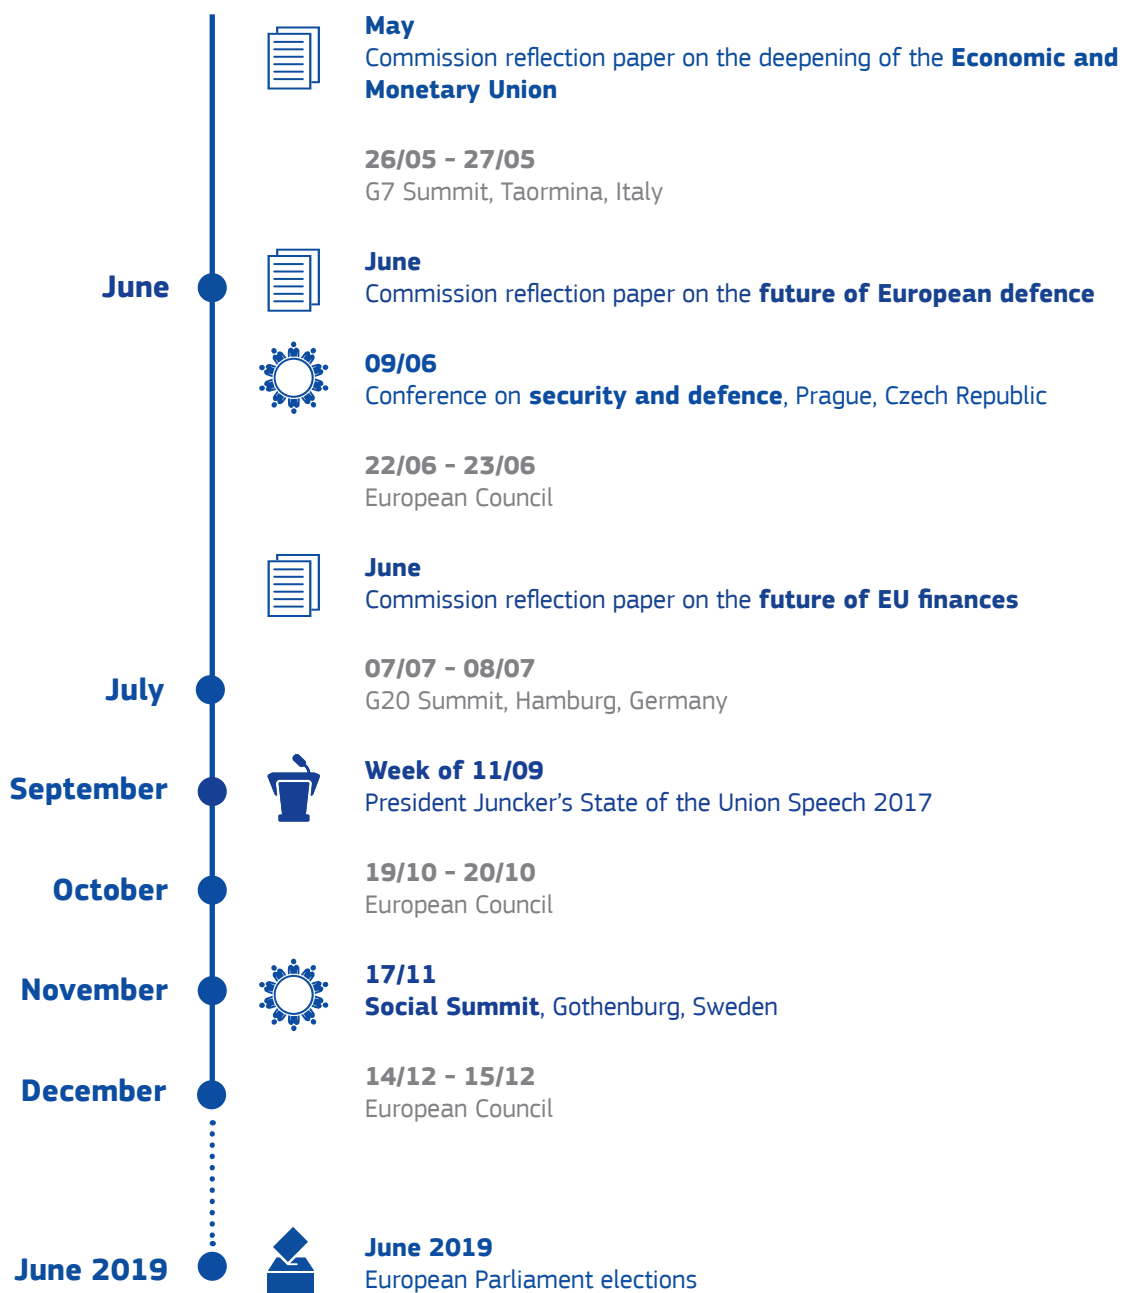 May
Commission reflection paper on the deepening of the Economic and
Monetary Union
26/05 - 27/05
G7 Summit, Taormina, Italy
June
June
Commission reflection paper on the future of European defence
09/06
Conference on security and defence, Prague, Czech Republic
22/06 - 23/06
European Council
June
Commission reflection paper on the future of EU finances
July
07/07 - 08/07
G20 Summit, Hamburg, Germany
September
Week of 11/09
President Juncker’s State of the Union Speech 2017
October
19/10 - 20/10
European Council
November
17/11
Social Summit, Gothenburg, Sweden
December
14/12 - 15/12
European Council
June 2019
June 2019
European Parliament elections